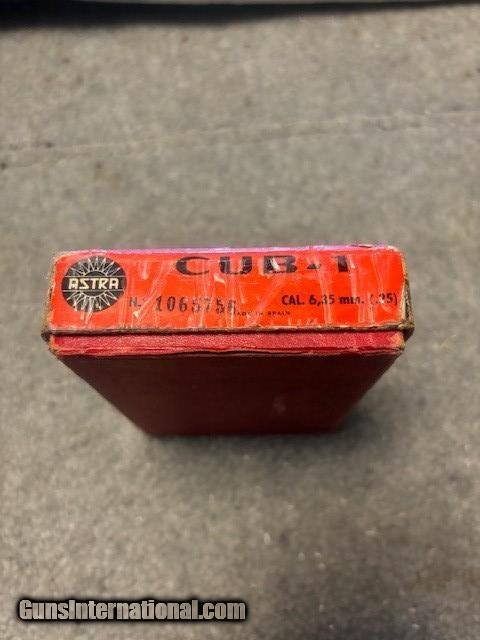 CUB-1
ASTRA
N.º 1065756 CAL. 6,35 mm. (.25)
MADE IN SPAIN
GunsInternational.com